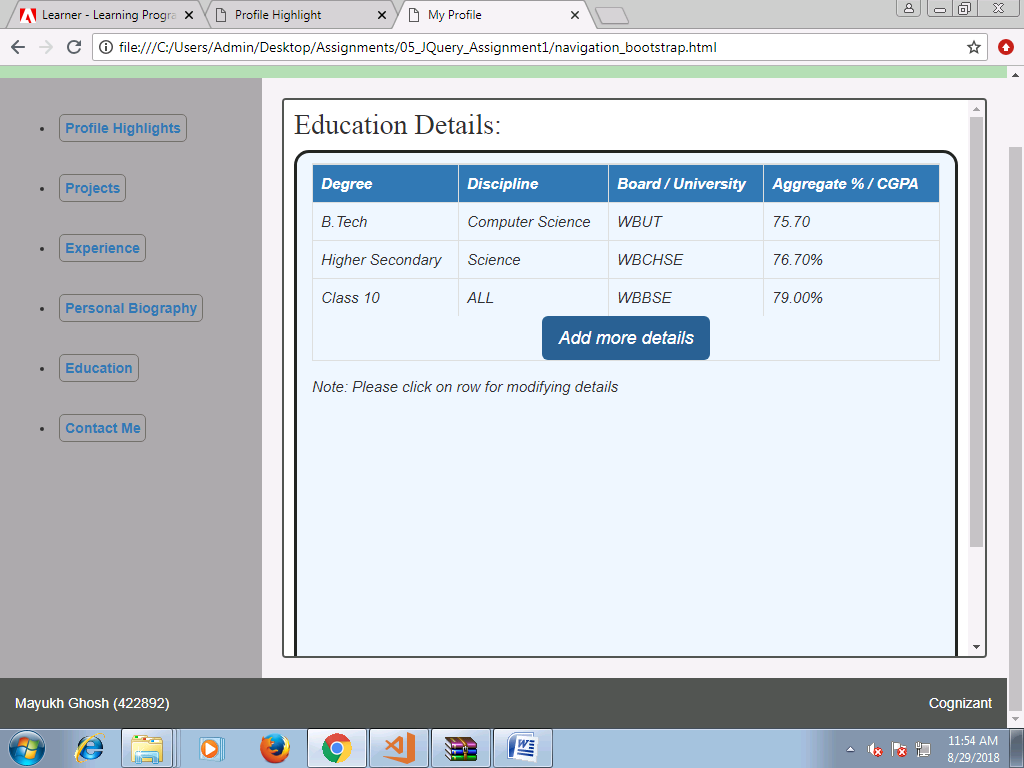 Learner - Learning Progra
Profile Highlight
My Profile
file:///C:/Users/Admin/Desktop/Assignments/05_JQuery_Assignment1/navigation_bootstrap.html
Profile Highlights
Projects
Experience
Personal Biography
Education
Contact Me
Education Details:
Degree Discipline Board / University Aggregate % / CGPA
B.Tech Computer Science WBUT 75.70
Higher Secondary Science WBCHSE 76.70%
Class 10 ALL WBBSE 79.00%
Add more details
Note: Please click on row for modifying details
Mayukh Ghosh (422892) Cognizant
11:54 AM
8/29/2018